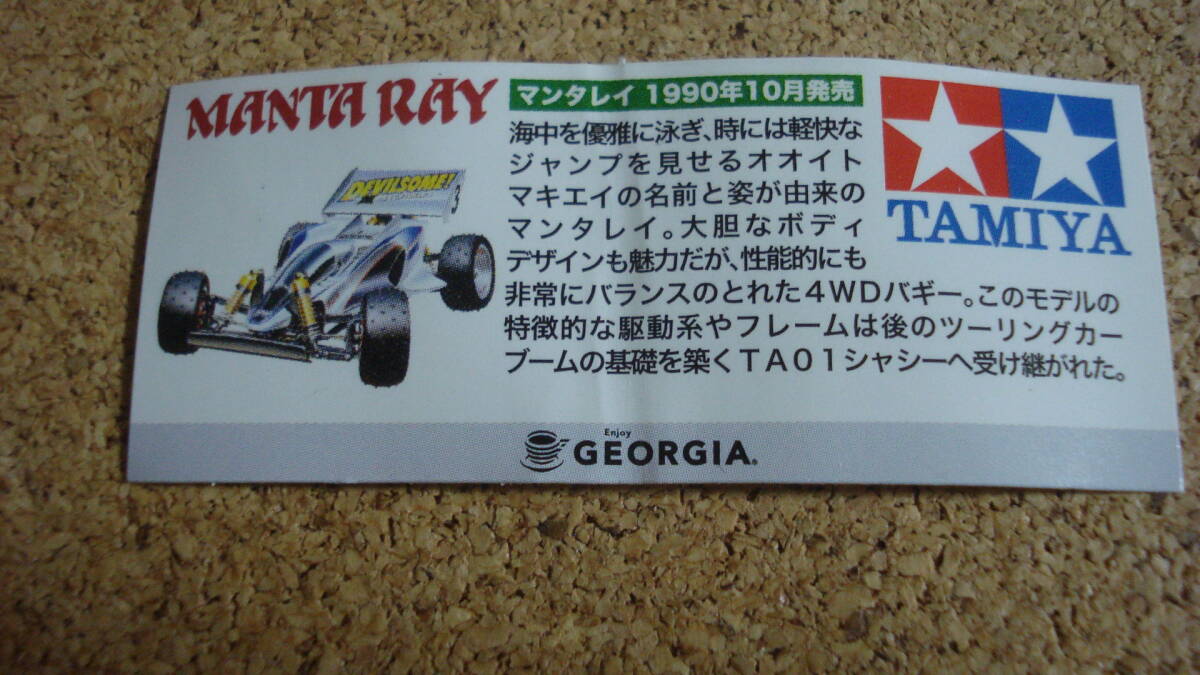 MANTA RAY
DEVILSOME!
マンタレイ 1990年10月発売
海中を優雅に泳ぎ、時には軽快な
ジャンプを見せるオオイト
マキエイの名前と姿が由来の
マンタレイ。大胆なボディ
デザインも魅力だが、性能的にも
非常にバランスのとれた4WDバギー。このモデルの
特徴的な駆動系やフレームは後のツーリングカー
ブームの基礎を築くTA01シャシーへ受け継がれた。
TAMIYA
Enjoy
GEORGIA®